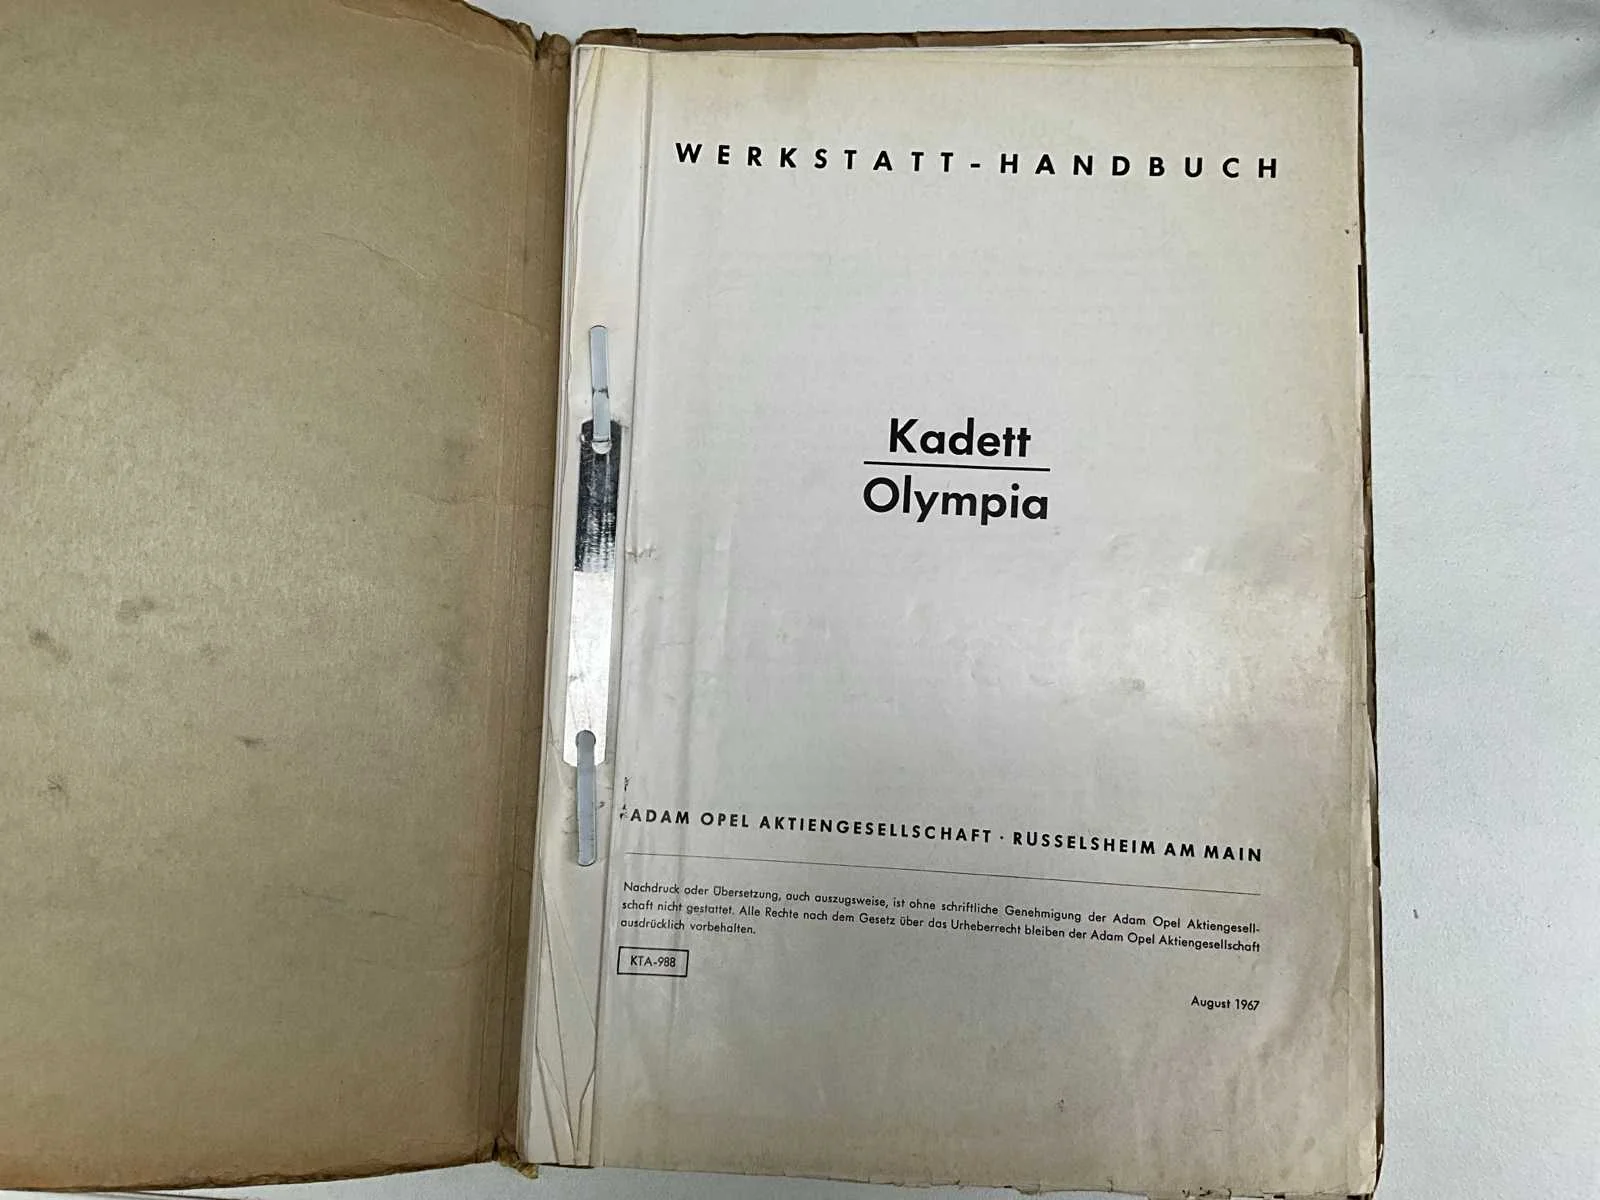 WERKSTATT-HANDBUCH
Kadett
Olympia
ADAM OPEL AKTIENGESELLSCHAFT · RÜSSELSHEIM AM MAIN
Nachdruck oder Übersetzung, auch auszugsweise, ist ohne schriftliche Genehmigung der Adam Opel Aktiengesell-
schaft nicht gestattet. Alle Rechte nach dem Gesetz über das Urheberrecht bleiben der Adam Opel Aktiengesellschaft
ausdrücklich vorbehalten.
KTA-988
August 1967